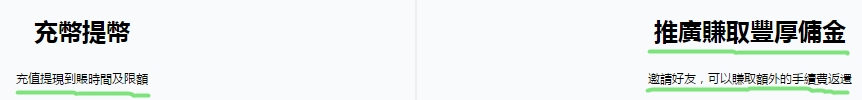 充幣提幣
充值提現到賬時間及限額
推廣賺取豐厚傭金
邀請好友，可以賺取額外的手續費返還